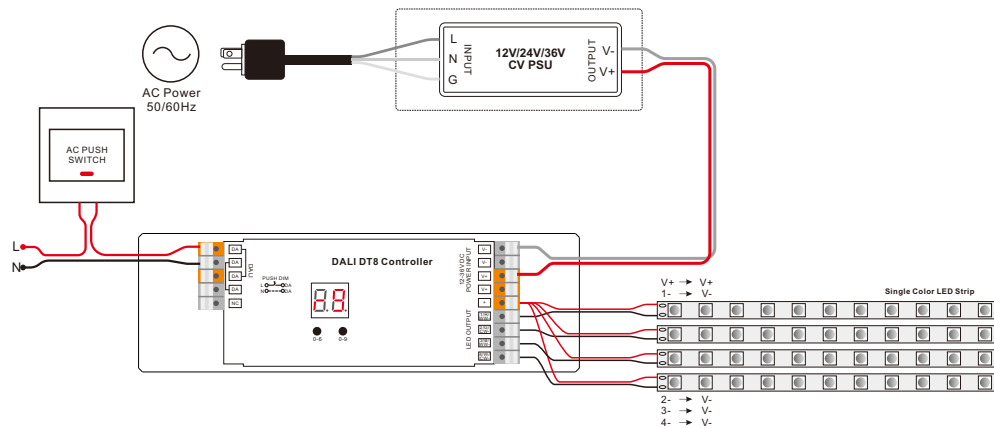 AC Power
50/60Hz
L
N
G
INPUT
12V/24V/36V
CV PSU
OUTPUT
V-
V+
AC PUSH
SWITCH
L
N
DA
DA
DA
DA
NC
DALI
PUSH DIM
L DA
N DA
DALI DT8 Controller
0-6
0-9
12-36VDC
POWER INPUT
LED OUTPUT
V-
V-
V+
V+
+
V+ → V+
1- → V-
Single Color LED Strip
2- → V-
3- → V-
4- → V-